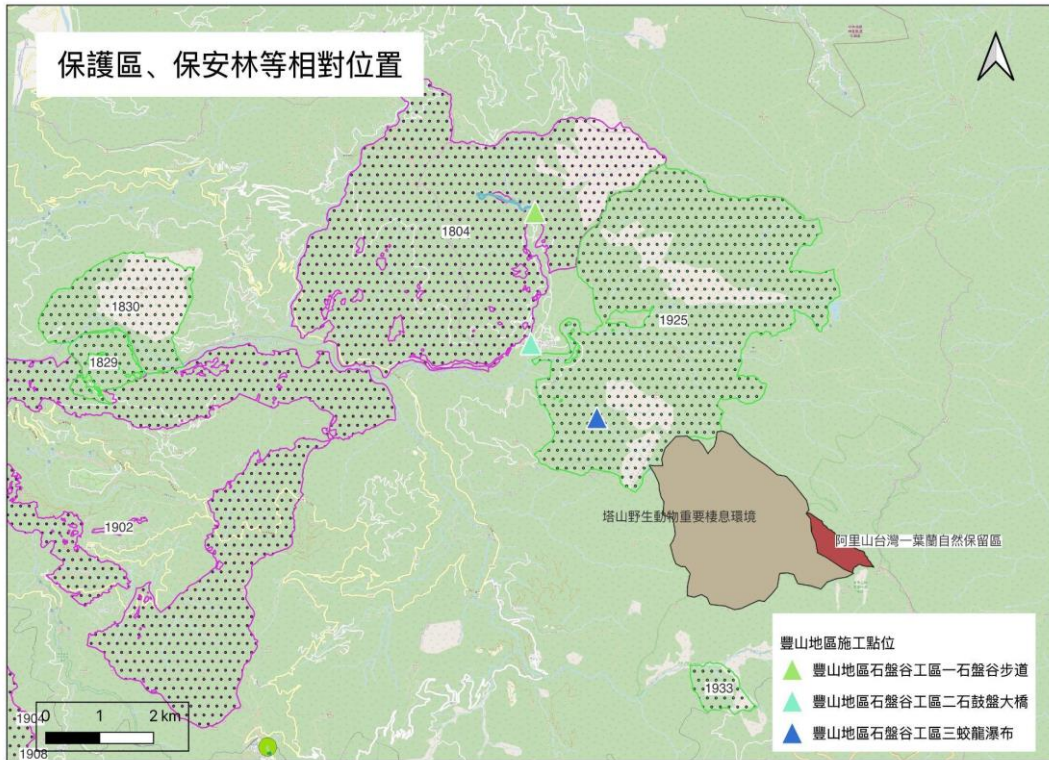 保護區、保安林等相對位置
1804
1830
1925
1829
塔山野生動物重要棲息環境
1902
阿里山台灣一葉蘭自然保留區
豐山地區施工點位
豐山地區石盤谷工區一石盤谷步道
1933
豐山地區石盤谷工區二石鼓盤大橋
1904
0 1 2 km
豐山地區石盤谷工區三蛟龍瀑布
1908